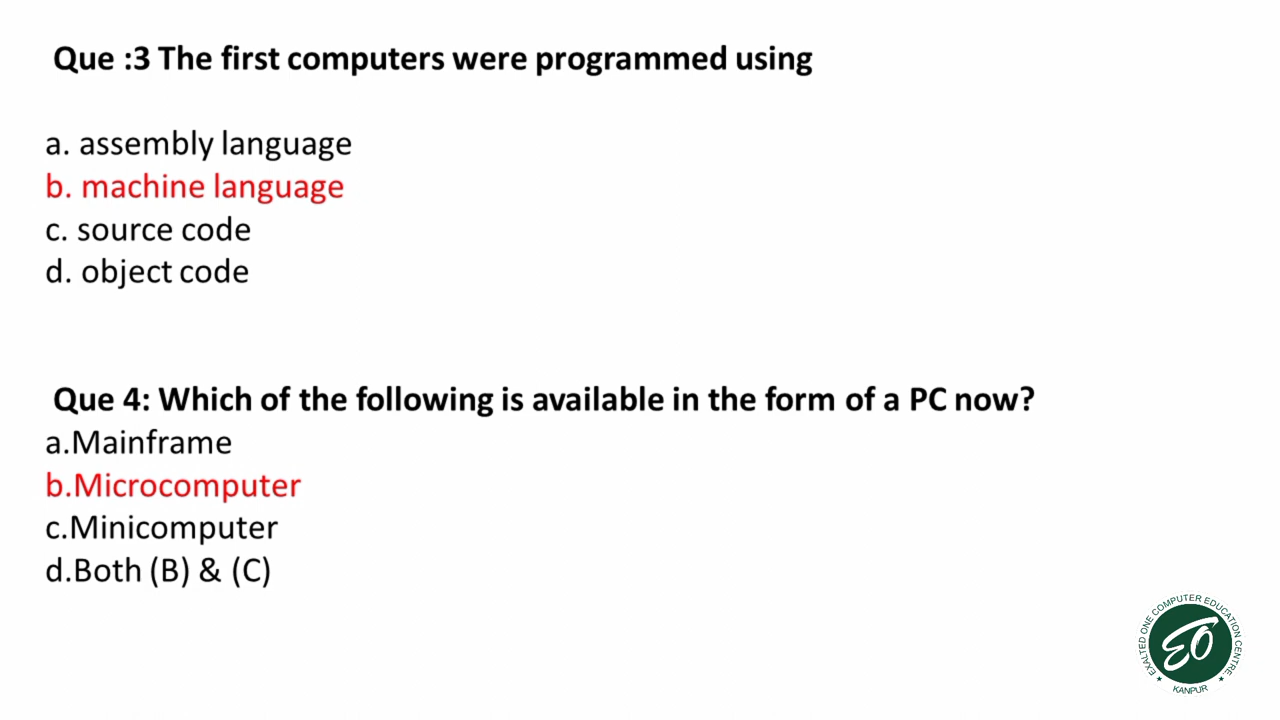 Que :3 The first computers were programmed using
a. assembly language
b. machine language
c. source code
d. object code
Que 4: Which of the following is available in the form of a PC now?
a.Mainframe
b.Microcomputer
c.Minicomputer
d.Both (B) & (C)
EXALTED ONE COMPUTER EDUCATION CENTRE
EO
KANPUR